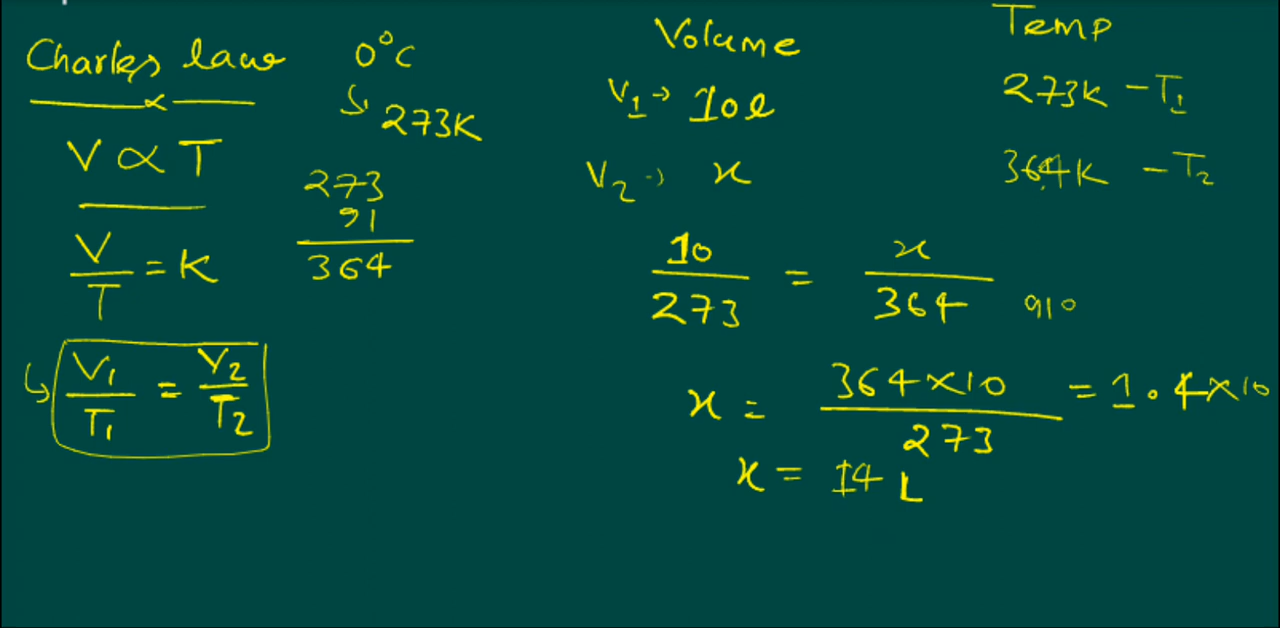 Charles law
V ∝ T
V/T = K
V1/T1 = V2/T2
0°C
↳ 273K
273
91
364
Volume
V1 → 10l
V2 → x
Temp
273K - T1
364K - T2
10/273 = x/364
910
x = 364×10/273 = 1.4×10
x = 14 L